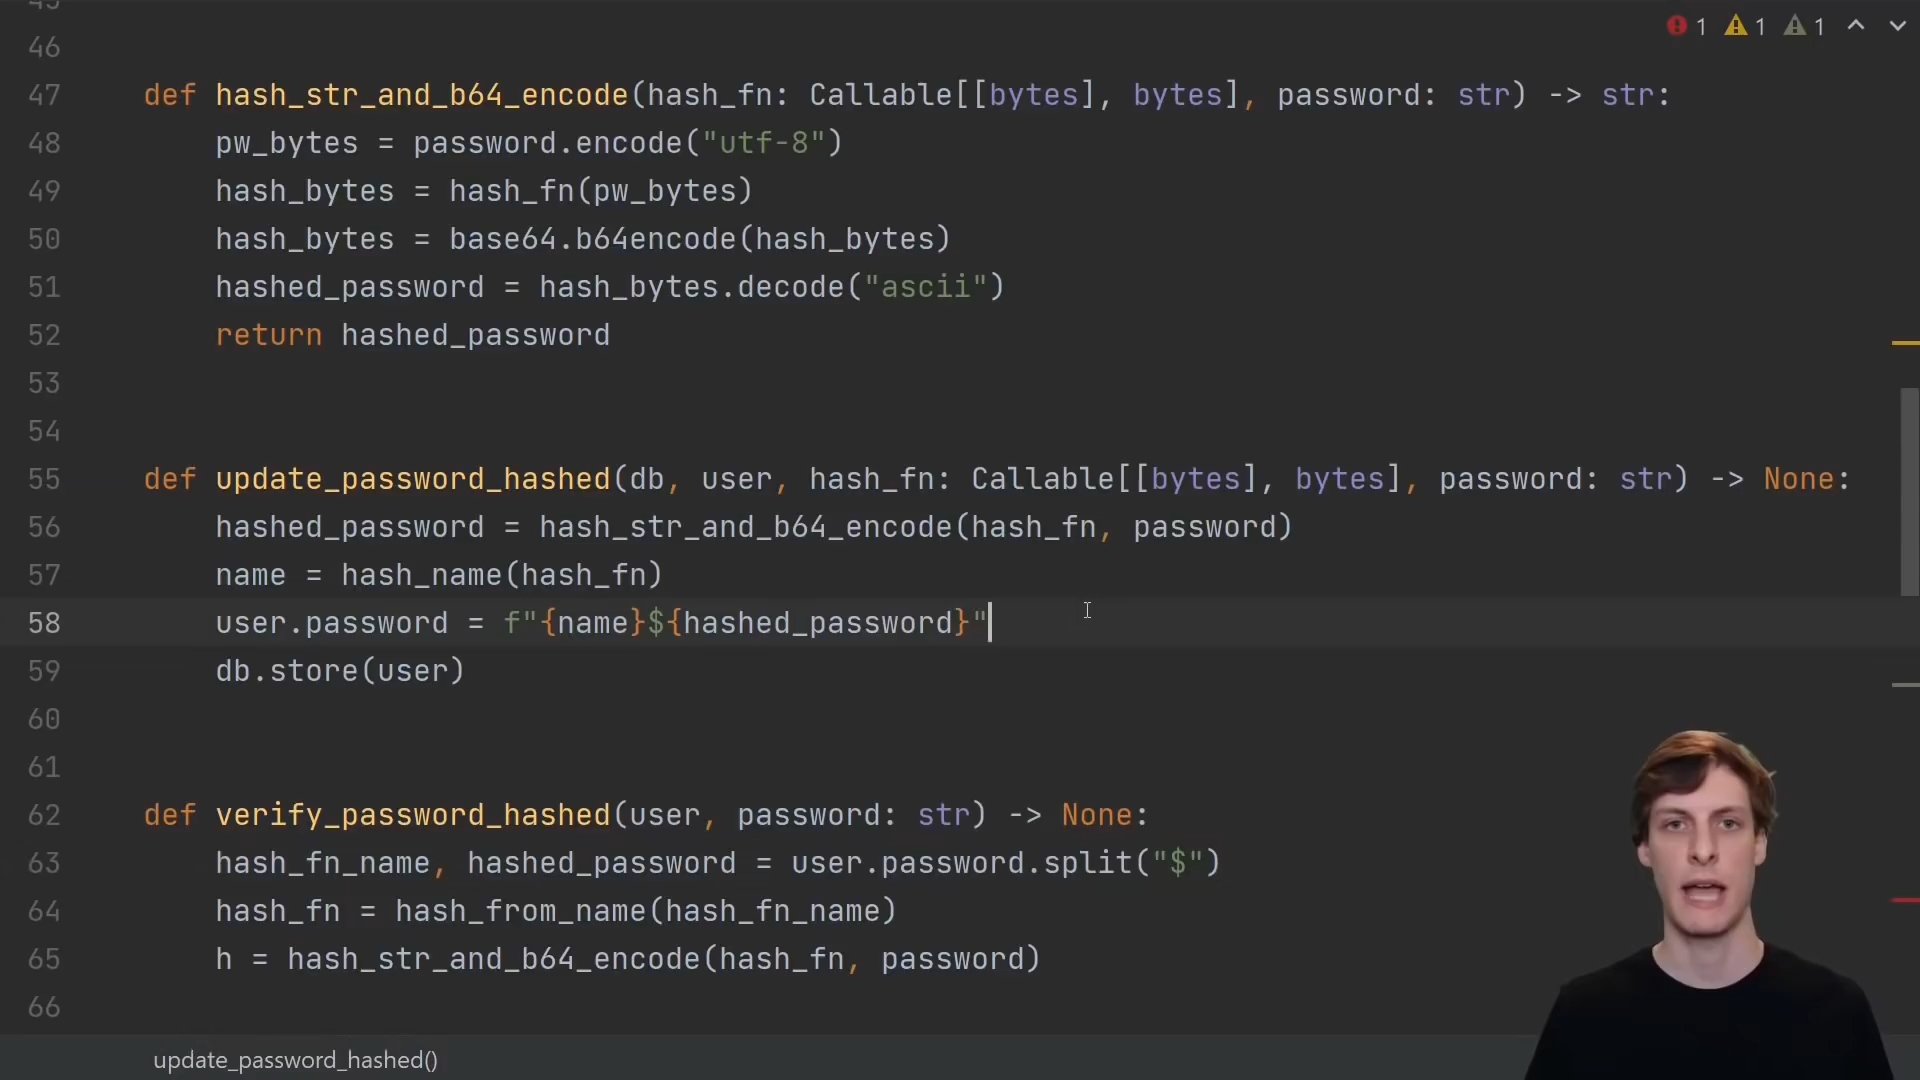 1 1 1
46
47 def hash_str_and_b64_encode(hash_fn: Callable[[bytes], bytes], password: str) -> str:
48 pw_bytes = password.encode("utf-8")
49 hash_bytes = hash_fn(pw_bytes)
50 hash_bytes = base64.b64encode(hash_bytes)
51 hashed_password = hash_bytes.decode("ascii")
52 return hashed_password
53
54
55 def update_password_hashed(db, user, hash_fn: Callable[[bytes], bytes], password: str) -> None:
56 hashed_password = hash_str_and_b64_encode(hash_fn, password)
57 name = hash_name(hash_fn)
58 user.password = f"{name}${hashed_password}"
59 db.store(user)
60
61
62 def verify_password_hashed(user, password: str) -> None:
63 hash_fn_name, hashed_password = user.password.split("$")
64 hash_fn = hash_from_name(hash_fn_name)
65 h = hash_str_and_b64_encode(hash_fn, password)
66
update_password_hashed()